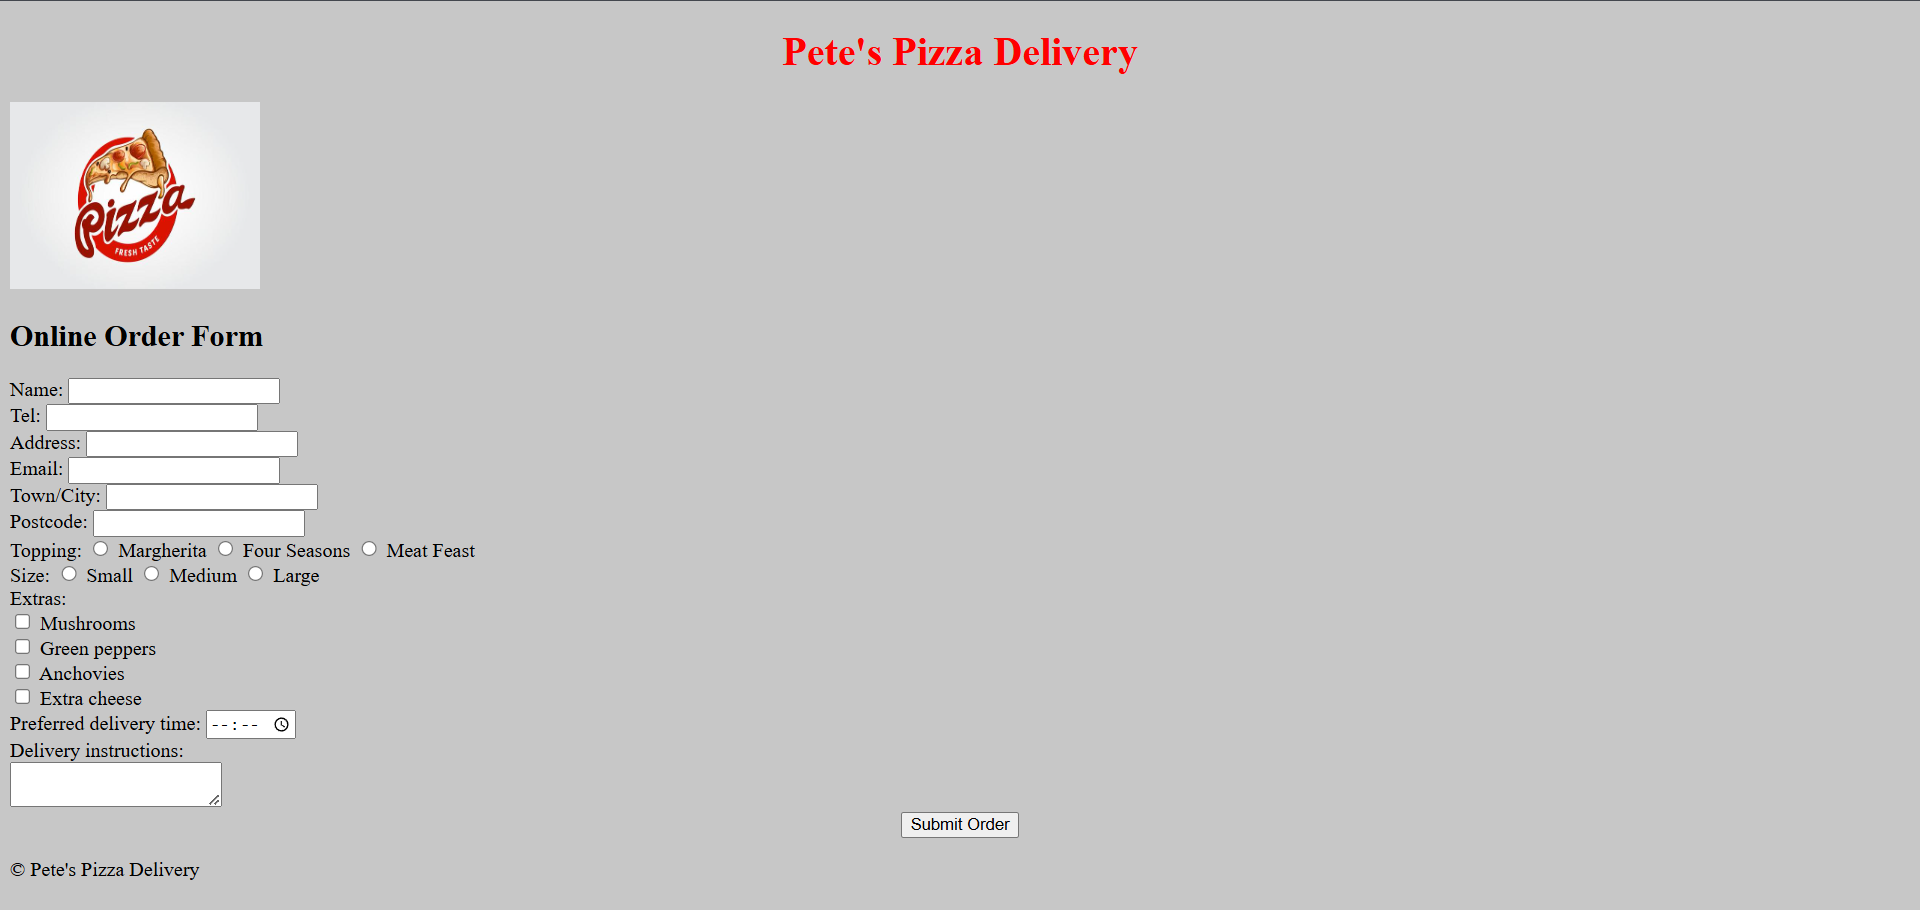 Pete's Pizza Delivery
Pizza
FRESH TASTE
Online Order Form
Name:
Tel:
Address:
Email:
Town/City:
Postcode:
Topping: Margherita Four Seasons Meat Feast
Size: Small Medium Large
Extras:
Mushrooms
Green peppers
Anchovies
Extra cheese
Preferred delivery time: --:--
Delivery instructions:
Submit Order
© Pete's Pizza Delivery